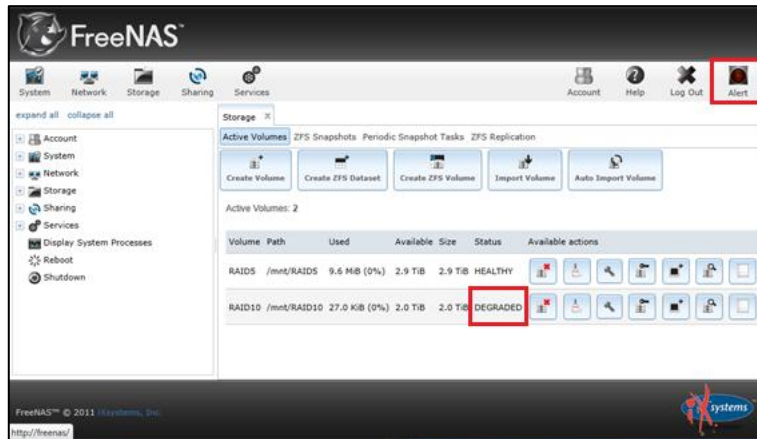 FreeNAS™
System Network Storage Sharing Services Account Help Log Out Alert
expand all collapse all
Account
System
Network
Storage
Sharing
Services
Display System Processes
Reboot
Shutdown
Storage X
Active Volumes ZFS Snapshots Periodic Snapshot Tasks ZFS Replication
Create Volume Create ZFS Dataset Create ZFS Volume Import Volume Auto Import Volume
Active Volumes: 2
Volume Path Used Available Size Status Available actions
RAID5 /mnt/RAID5 9.6 MiB (0%) 2.9 TiB 2.9 TiB HEALTHY
RAID10 /mnt/RAID10 27.0 KiB (0%) 2.0 TiB 2.0 TiB DEGRADED
FreeNAS™ © 2011 iXsystems, Inc.
iXsystems
http://freenas/